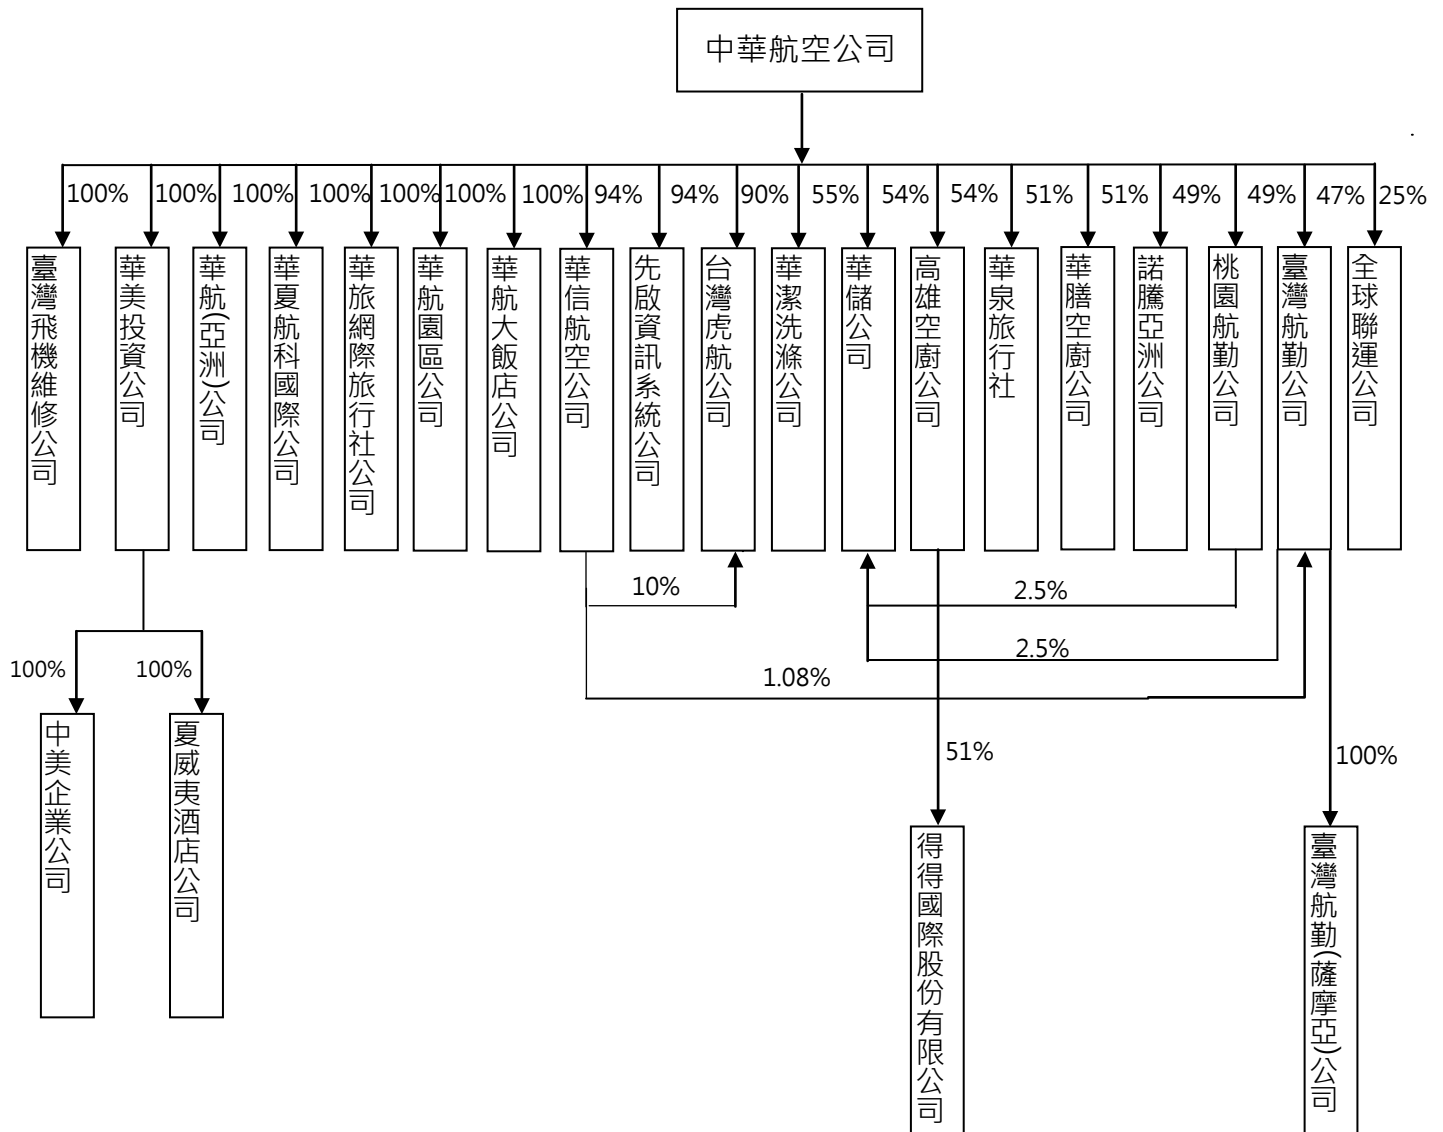 中華航空公司
100%
100%
100%
100%
100%
100%
100%
94%
94%
90%
55%
54%
54%
51%
51%
49%
49%
47%
25%
臺灣飛機維修公司
華美投資公司
華航(亞洲)公司
華夏航科國際公司
華旅網際旅行社公司
華航園區公司
華航大飯店公司
華信航空公司
先啟資訊系統公司
台灣虎航公司
華潔洗滌公司
華儲公司
高雄空廚公司
華泉旅行社
華膳空廚公司
諾騰亞洲公司
桃園航勤公司
臺灣航勤公司
全球聯運公司
10%
2.5%
2.5%
1.08%
100%
100%
51%
100%
中美企業公司
夏威夷酒店公司
得得國際股份有限公司
臺灣航勤(薩摩亞)公司